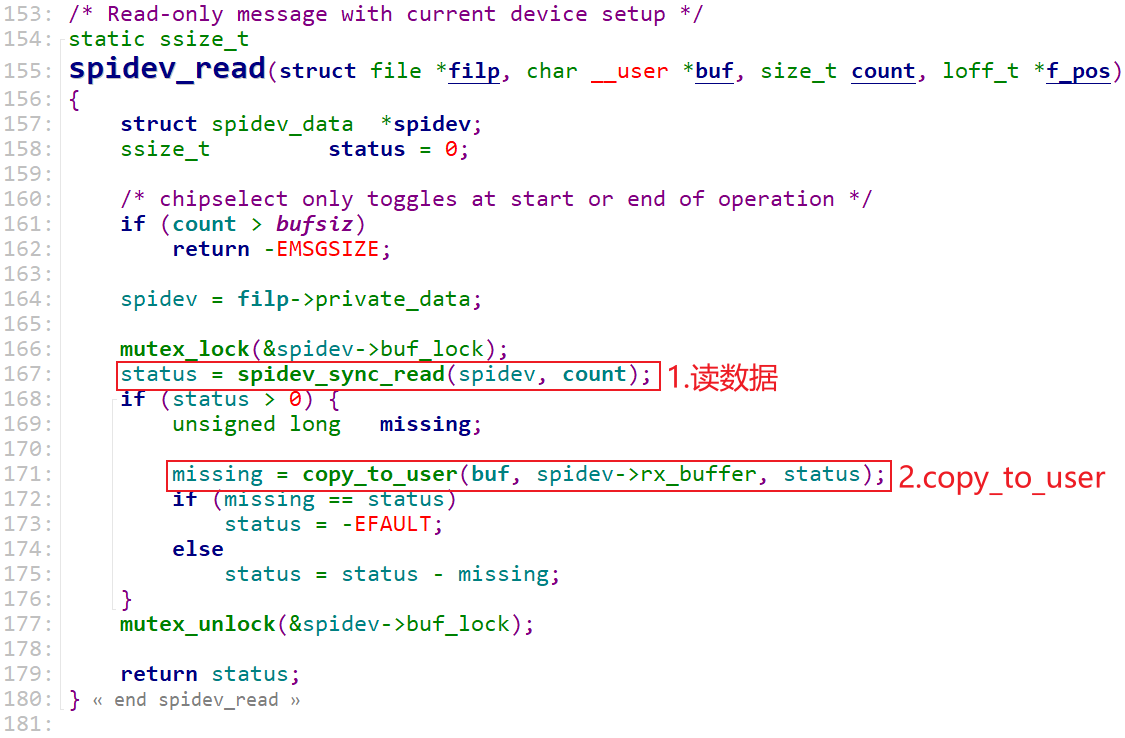 153: /* Read-only message with current device setup */
154: static ssize_t
155: spidev_read(struct file *filp, char __user *buf, size_t count, loff_t *f_pos)
156: {
157:     struct spidev_data  *spidev;
158:     ssize_t         status = 0;
159:
160:     /* chipselect only toggles at start or end of operation */
161:     if (count > bufsiz)
162:         return -EMSGSIZE;
163:
164:     spidev = filp->private_data;
165:
166:     mutex_lock(&spidev->buf_lock);
167:     status = spidev_sync_read(spidev, count); 1.读数据
168:     if (status > 0) {
169:         unsigned long   missing;
170:
171:         missing = copy_to_user(buf, spidev->rx_buffer, status); 2.copy_to_user
172:         if (missing == status)
173:             status = -EFAULT;
174:         else
175:             status = status - missing;
176:     }
177:     mutex_unlock(&spidev->buf_lock);
178:
179:     return status;
180: } « end spidev_read »
181: